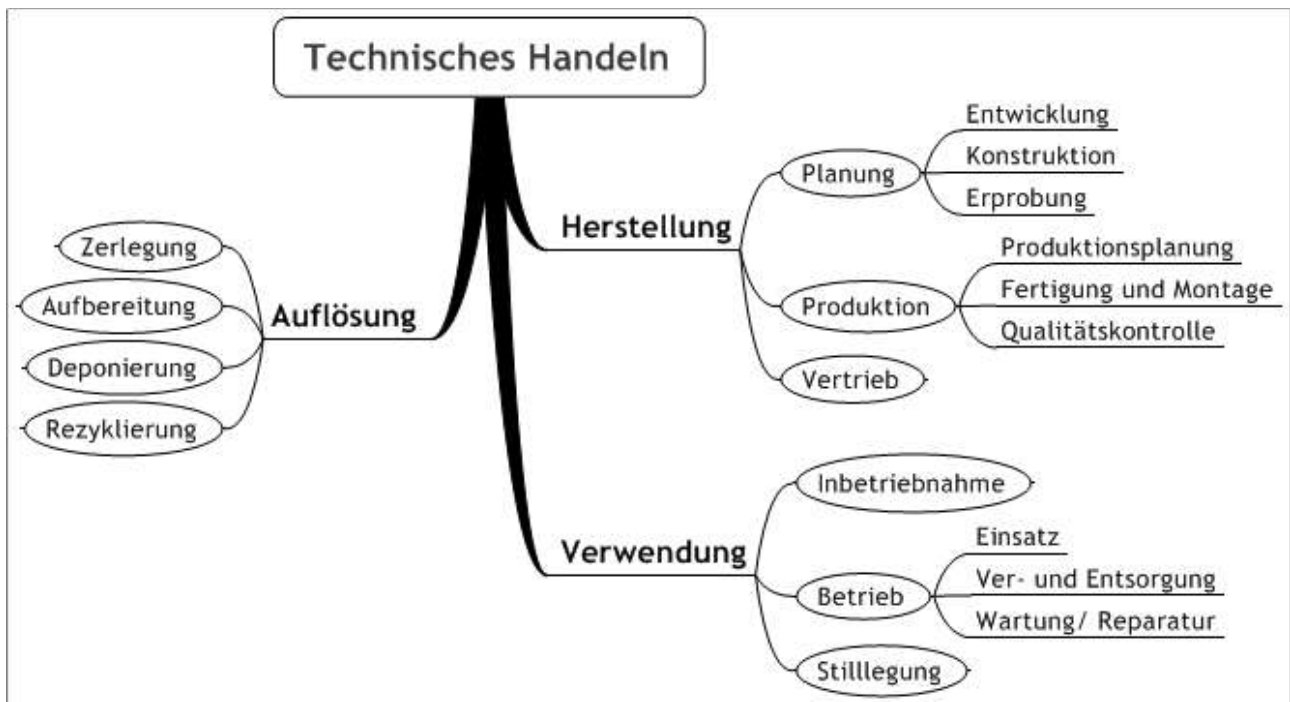 Technisches Handeln
Herstellung
Planung
Entwicklung
Konstruktion
Erprobung
Produktion
Produktionsplanung
Fertigung und Montage
Qualitätskontrolle
Vertrieb
Verwendung
Inbetriebnahme
Betrieb
Einsatz
Ver- und Entsorgung
Wartung/ Reparatur
Stilllegung
Auflösung
Zerlegung
Aufbereitung
Deponierung
Rezyklierung